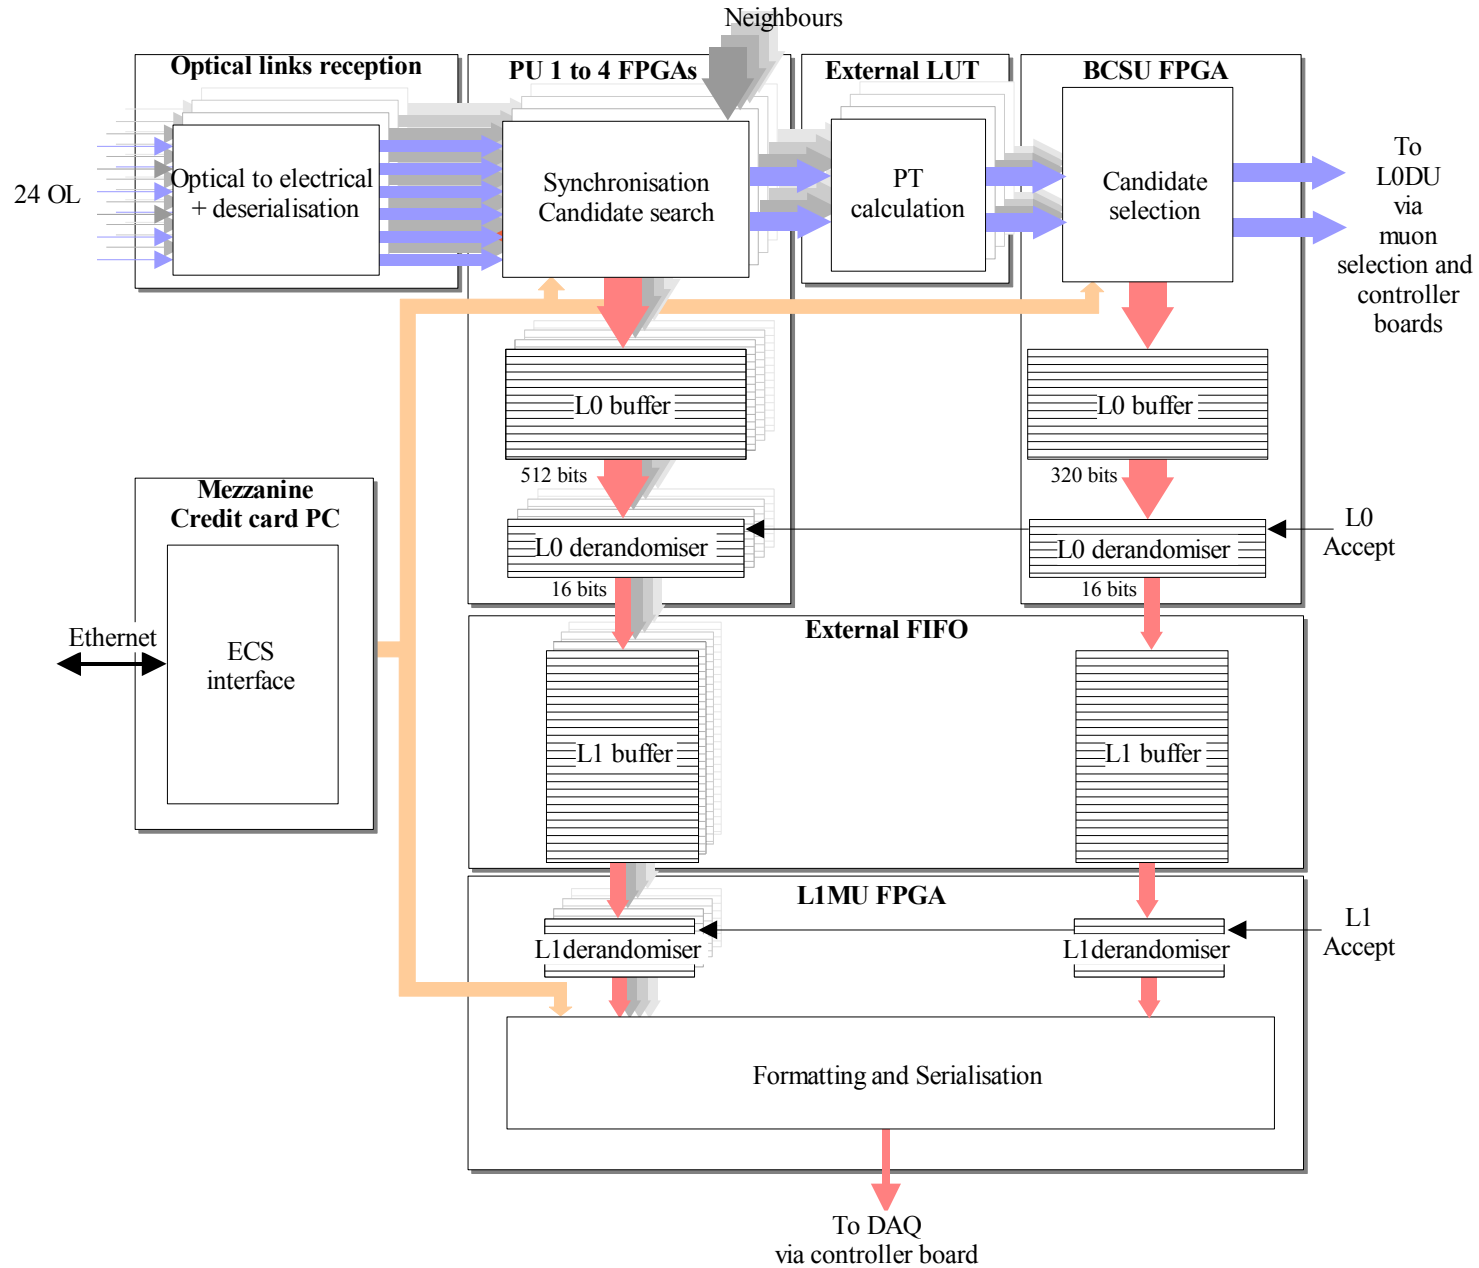 Neighbours
Optical links reception
PU 1 to 4 FPGAs
External LUT
BCSU FPGA
24 OL
Optical to electrical
+ deserialisation
Synchronisation
Candidate search
PT
calculation
Candidate
selection
To
L0DU
via
muon
selection and
controller
boards
L0 buffer
L0 buffer
512 bits
320 bits
Mezzanine
Credit card PC
L0 derandomiser
L0 derandomiser
L0
Accept
16 bits
16 bits
Ethernet
ECS
interface
External FIFO
L1 buffer
L1 buffer
L1MU FPGA
L1derandomiser
L1derandomiser
L1
Accept
Formatting and Serialisation
To DAQ
via controller board